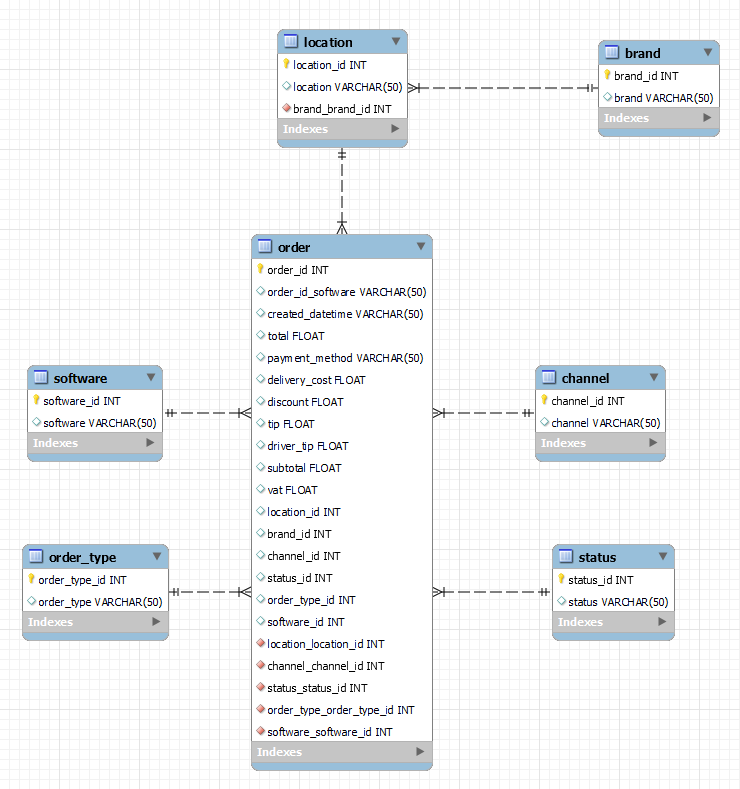 location
location_id INT
location VARCHAR(50)
brand_brand_id INT
Indexes
brand
brand_id INT
brand VARCHAR(50)
Indexes
order
order_id INT
order_id_software VARCHAR(50)
created_datetime VARCHAR(50)
total FLOAT
payment_method VARCHAR(50)
delivery_cost FLOAT
discount FLOAT
tip FLOAT
driver_tip FLOAT
subtotal FLOAT
vat FLOAT
location_id INT
brand_id INT
channel_id INT
status_id INT
order_type_id INT
software_id INT
location_location_id INT
channel_channel_id INT
status_status_id INT
order_type_order_type_id INT
software_software_id INT
Indexes
software
software_id INT
software VARCHAR(50)
Indexes
channel
channel_id INT
channel VARCHAR(50)
Indexes
order_type
order_type_id INT
order_type VARCHAR(50)
Indexes
status
status_id INT
status VARCHAR(50)
Indexes